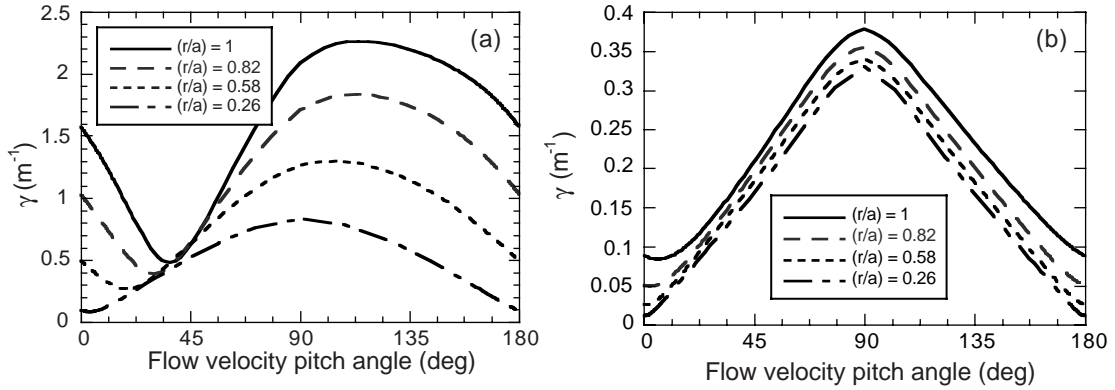 (a)
(r/a) = 1
(r/a) = 0.82
(r/a) = 0.58
(r/a) = 0.26
γ (m⁻¹)
2.5
2
1.5
1
0.5
0
0 45 90 135 180
Flow velocity pitch angle (deg)
(b)
(r/a) = 1
(r/a) = 0.82
(r/a) = 0.58
(r/a) = 0.26
γ (m⁻¹)
0.4
0.35
0.3
0.25
0.2
0.15
0.1
0.05
0
0 45 90 135 180
Flow velocity pitch angle (deg)